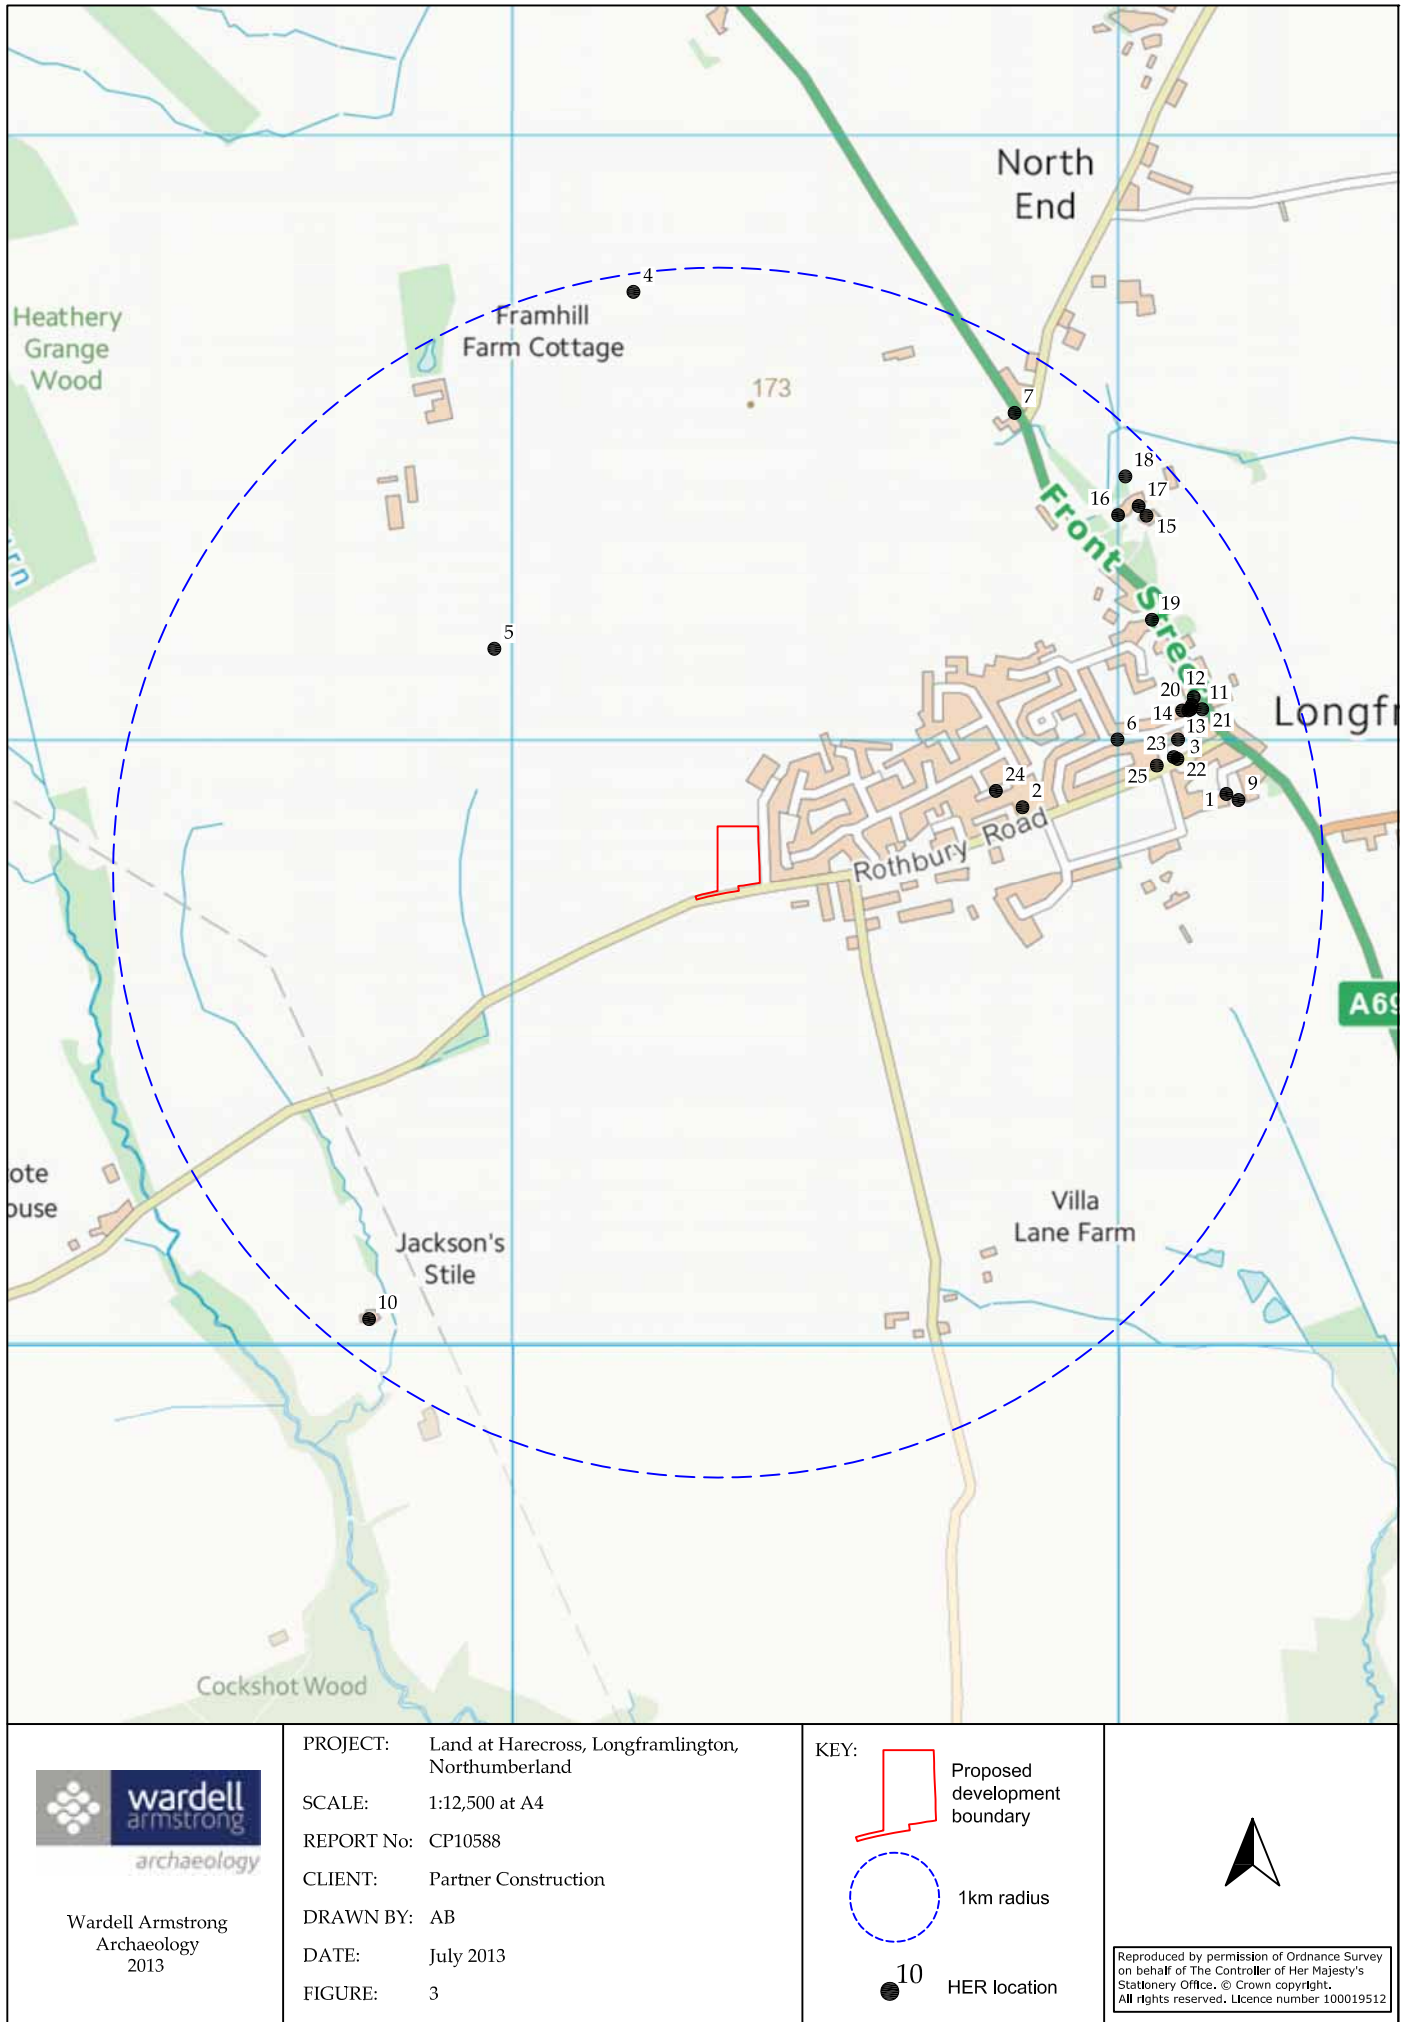 North
End
4
Heathery
Grange
Wood
Framhill
Farm Cottage
173
7
18
16
17
15
Front Street
19
5
12
20
11
14
21
13
6
23
3
22
25
24
2
1
9
Longfr
Rothbury Road
A69
urn
ote
ouse
Villa
Lane Farm
Jackson's
Stile
10
Cockshot Wood
wardell
armstrong
archaeology
Wardell Armstrong
Archaeology
2013
PROJECT: Land at Harecross, Longframlington,
Northumberland
SCALE: 1:12,500 at A4
REPORT No: CP10588
CLIENT: Partner Construction
DRAWN BY: AB
DATE: July 2013
FIGURE: 3
KEY:
Proposed
development
boundary
1km radius
10
HER location
Reproduced by permission of Ordnance Survey
on behalf of The Controller of Her Majesty's
Stationery Office. © Crown copyright.
All rights reserved. Licence number 100019512